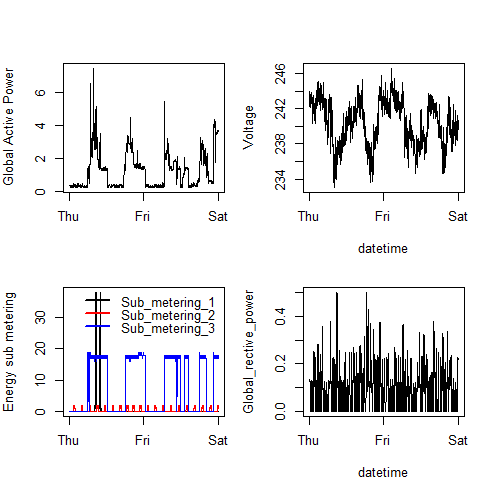 Global Active Power
6
4
2
0
Thu Fri Sat
Voltage
246
242
238
234
Thu Fri Sat
datetime
Energy sub metering
30
20
10
0
Sub_metering_1
Sub_metering_2
Sub_metering_3
Thu Fri Sat
Global_rective_power
0.4
0.2
0.0
Thu Fri Sat
datetime